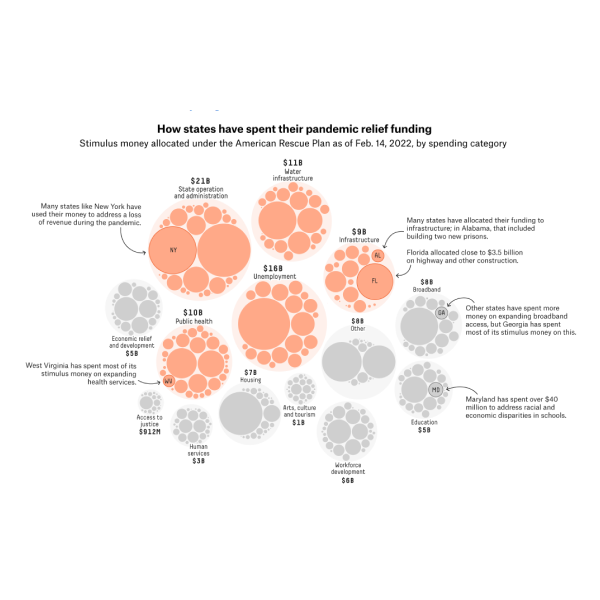 How states have spent their pandemic relief funding
Stimulus money allocated under the American Rescue Plan as of Feb. 14, 2022, by spending category
$11B
Water
infrastructure
$21B
State operation
and administration
Many states like New York have
used their money to address a loss
of revenue during the pandemic.
NY
$9B
Infrastructure
AL
FL
Many states have allocated their funding to
infrastructure; in Alabama, that included
building two new prisons.
Florida allocated close to $3.5 billion
on highway and other construction.
$16B
Unemployment
$8B
Broadband
GA
Other states have spent more
money on expanding broadband
access, but Georgia has spent
most of its stimulus money on this.
$10B
Public health
WV
$8B
Other
Economic relief
and development
$5B
West Virginia has spent most of its
stimulus money on expanding
health services.
$7B
Housing
MD
Maryland has spent over $40
million to address racial and
economic disparities in schools.
Arts, culture
and tourism
$1B
Access to
justice
$912M
Education
$5B
Human
services
$3B
Workforce
development
$6B